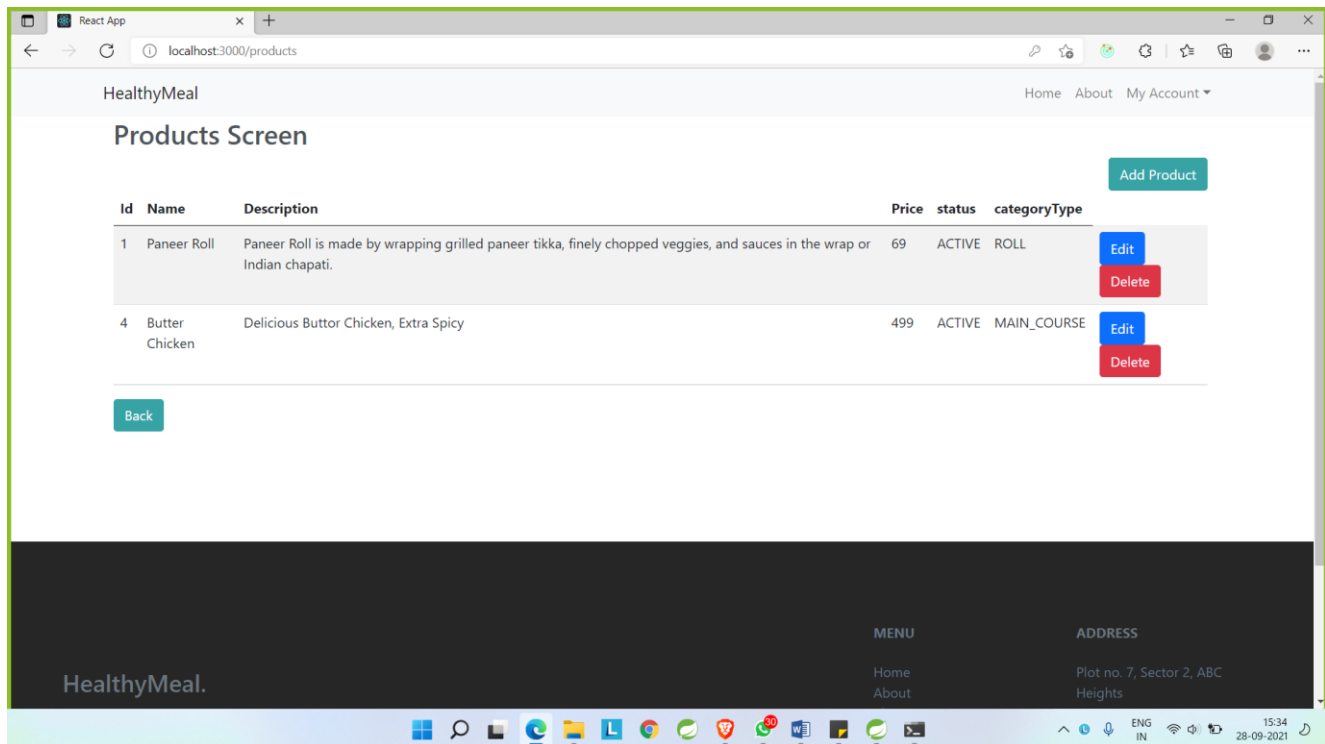 React App
localhost:3000/products
HealthyMeal
Home About My Account
Products Screen
Add Product
Id Name Description Price status categoryType
1 Paneer Roll Paneer Roll is made by wrapping grilled paneer tikka, finely chopped veggies, and sauces in the wrap or 69 ACTIVE ROLL Edit
Indian chapati.
Delete
4 Butter Delicious Buttor Chicken, Extra Spicy 499 ACTIVE MAIN_COURSE Edit
Chicken
Delete
Back
MENU ADDRESS
Home Plot no. 7, Sector 2, ABC
HealthyMeal.
About Heights
L 30 W
ENG 15:34
IN 28-09-2021